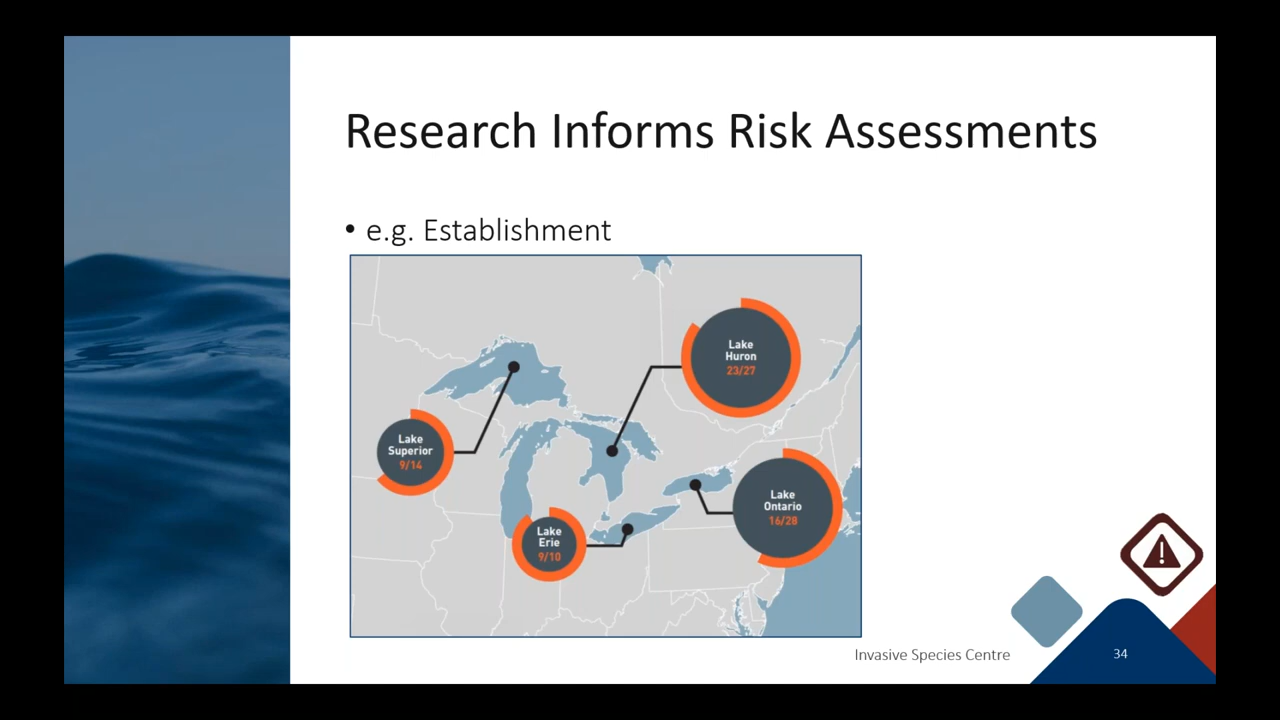 Research Informs Risk Assessments
• e.g. Establishment
Lake
Huron
23/27
Lake
Superior
9/14
Lake
Ontario
16/28
Lake
Erie
9/10
Invasive Species Centre
34